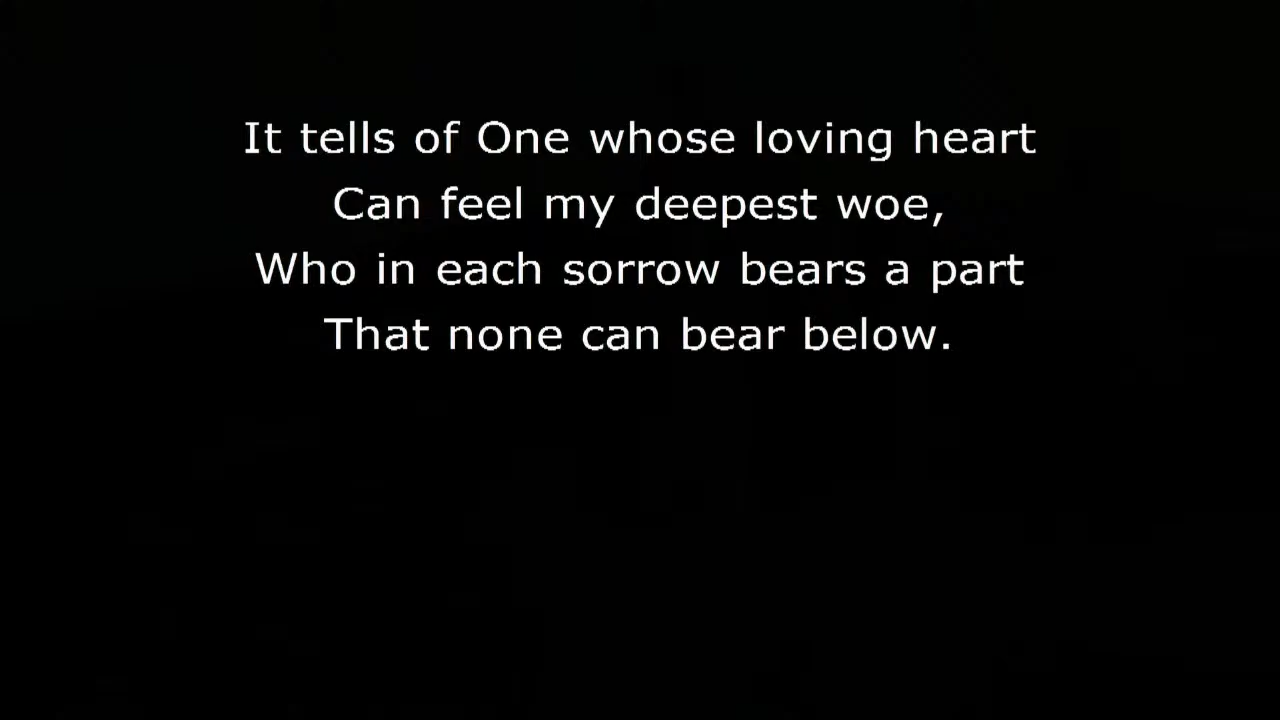 It tells of One whose loving heart
Can feel my deepest woe,
Who in each sorrow bears a part
That none can bear below.